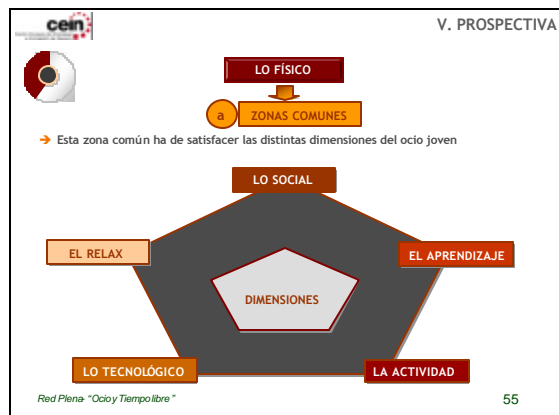 cein
V. PROSPECTIVA
LO FÍSICO
a
ZONAS COMUNES
➔ Esta zona común ha de satisfacer las distintas dimensiones del ocio joven
LO SOCIAL
EL RELAX
EL APRENDIZAJE
DIMENSIONES
LO TECNOLÓGICO
LA ACTIVIDAD
Red Plena- "Ocio y Tiempo libre"
55